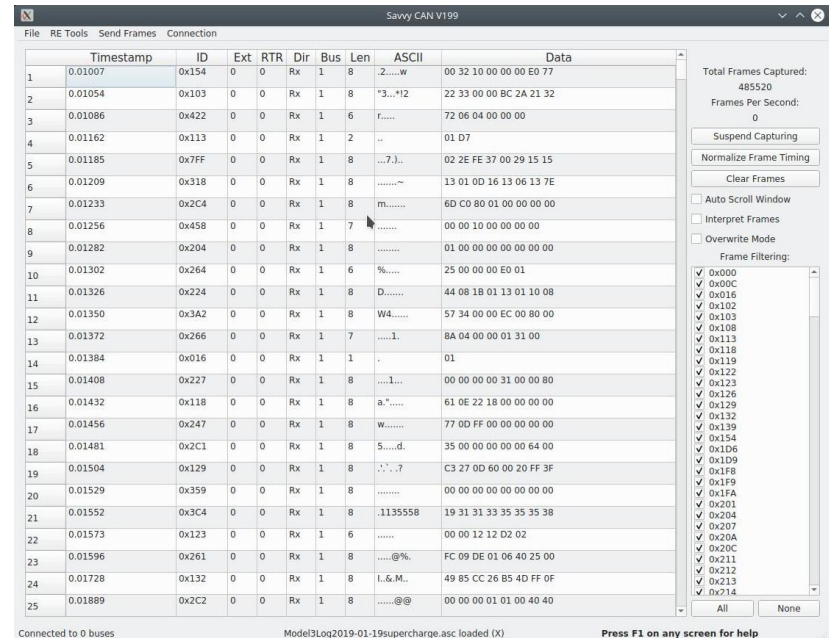 Savvy CAN V199
File RE Tools Send Frames Connection
Timestamp ID Ext RTR Dir Bus Len ASCII Data
1 0.01007 0x154 0 0 Rx 1 8 .2.....w 00 32 10 00 00 00 E0 77
2 0.01054 0x103 0 0 Rx 1 8 "3...*!2 22 33 00 00 BC 2A 21 32
3 0.01086 0x422 0 0 Rx 1 6 r..... 72 06 04 00 00 00
4 0.01162 0x113 0 0 Rx 1 2 .. 01 D7
5 0.01185 0x7FF 0 0 Rx 1 8 ...7.).. 02 2E FE 37 00 29 15 15
6 0.01209 0x318 0 0 Rx 1 8 .......~ 13 01 0D 16 13 06 13 7E
7 0.01233 0x2C4 0 0 Rx 1 8 m....... 6D C0 80 01 00 00 00 00
8 0.01256 0x458 0 0 Rx 1 7 ....... 00 00 10 00 00 00 00
9 0.01282 0x204 0 0 Rx 1 8 ........ 01 00 00 00 00 00 00 00
10 0.01302 0x264 0 0 Rx 1 6 %..... 25 00 00 00 E0 01
11 0.01326 0x224 0 0 Rx 1 8 D....... 44 08 1B 01 13 01 10 08
12 0.01350 0x3A2 0 0 Rx 1 8 W4...... 57 34 00 00 EC 00 80 00
13 0.01372 0x266 0 0 Rx 1 7 .....1. 8A 04 00 00 01 31 00
14 0.01384 0x016 0 0 Rx 1 1 . 01
15 0.01408 0x227 0 0 Rx 1 8 ....1... 00 00 00 00 31 00 00 80
16 0.01432 0x118 0 0 Rx 1 8 a."..... 61 0E 22 18 00 00 00 00
17 0.01456 0x247 0 0 Rx 1 8 w....... 77 0D FF 00 00 00 00 00
18 0.01481 0x2C1 0 0 Rx 1 8 5.....d. 35 00 00 00 00 00 64 00
19 0.01504 0x129 0 0 Rx 1 8 .'.`. .? C3 27 0D 60 00 20 FF 3F
20 0.01529 0x359 0 0 Rx 1 8 ........ 00 00 00 00 00 00 00 00
21 0.01552 0x3C4 0 0 Rx 1 8 .1135558 19 31 31 33 35 35 35 38
22 0.01573 0x123 0 0 Rx 1 6 ...... 00 00 12 12 D2 02
23 0.01596 0x261 0 0 Rx 1 8 .....@%. FC 09 DE 01 06 40 25 00
24 0.01728 0x132 0 0 Rx 1 8 I..&.M.. 49 85 CC 26 B5 4D FF 0F
25 0.01889 0x2C2 0 0 Rx 1 8 ......@@ 00 00 00 01 01 00 40 40
Total Frames Captured:
485520
Frames Per Second:
0
Suspend Capturing
Normalize Frame Timing
Clear Frames
Auto Scroll Window
Interpret Frames
Overwrite Mode
Frame Filtering:
0x000
0x00C
0x016
0x102
0x103
0x108
0x113
0x118
0x119
0x122
0x123
0x126
0x129
0x132
0x139
0x154
0x1D6
0x1D9
0x1F8
0x1F9
0x1FA
0x201
0x204
0x207
0x20A
0x20C
0x211
0x212
0x213
0x214
All None
Connected to 0 buses Model3Log2019-01-19supercharge.asc loaded (X) Press F1 on any screen for help